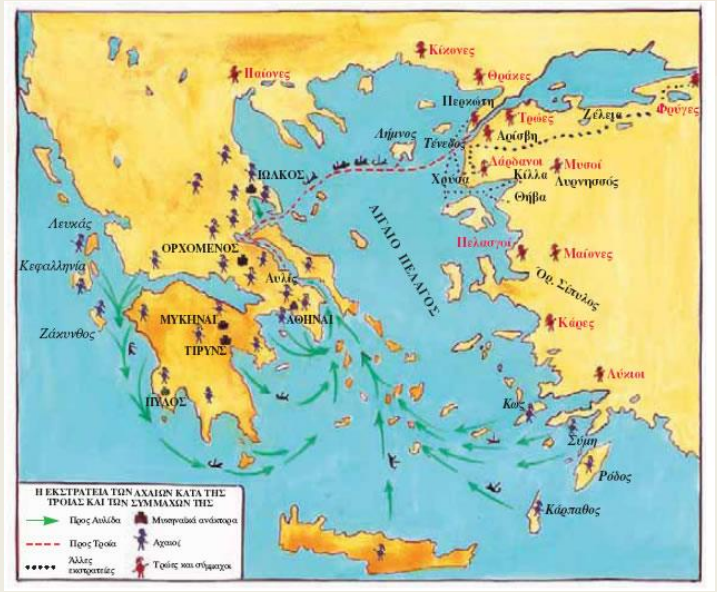 Κίκονες
Παίονες
Θράκες
Περκώτη
Τρώες
Ζέλεια
Φρύγες
Λήμνος
Τένεδος
Αρίσβη
Δάρδανοι
Μυσοί
ΙΩΛΚΟΣ
Χρύσα
Κίλλα
Λυρνησσός
Θήβα
Λευκάς
ΑΙΓΑΙΟ ΠΕΛΑΓΟΣ
ΟΡΧΟΜΕΝΟΣ
Πελασγοί
Μαίονες
Κεφαλληνία
Αυλίς
Όρ. Σίπυλος
Ζάκυνθος
ΜΥΚΗΝΑΙ
ΑΘΗΝΑΙ
Κάρες
ΤΙΡΥΝΣ
Λύκιοι
ΠΥΛΟΣ
Κως
Σύμη
Ρόδος
Κάρπαθος
Η ΕΚΣΤΡΑΤΕΙΑ ΤΩΝ ΑΧΑΙΩΝ ΚΑΤΑ ΤΗΣ
ΤΡΟΙΑΣ ΚΑΙ ΤΩΝ ΣΥΜΜΑΧΩΝ ΤΗΣ
Προς Αυλίδα
Μυκηναϊκά ανάκτορα
Προς Τροία
Αχαιοί
Άλλες
εκστρατείες
Τρώες και σύμμαχοι